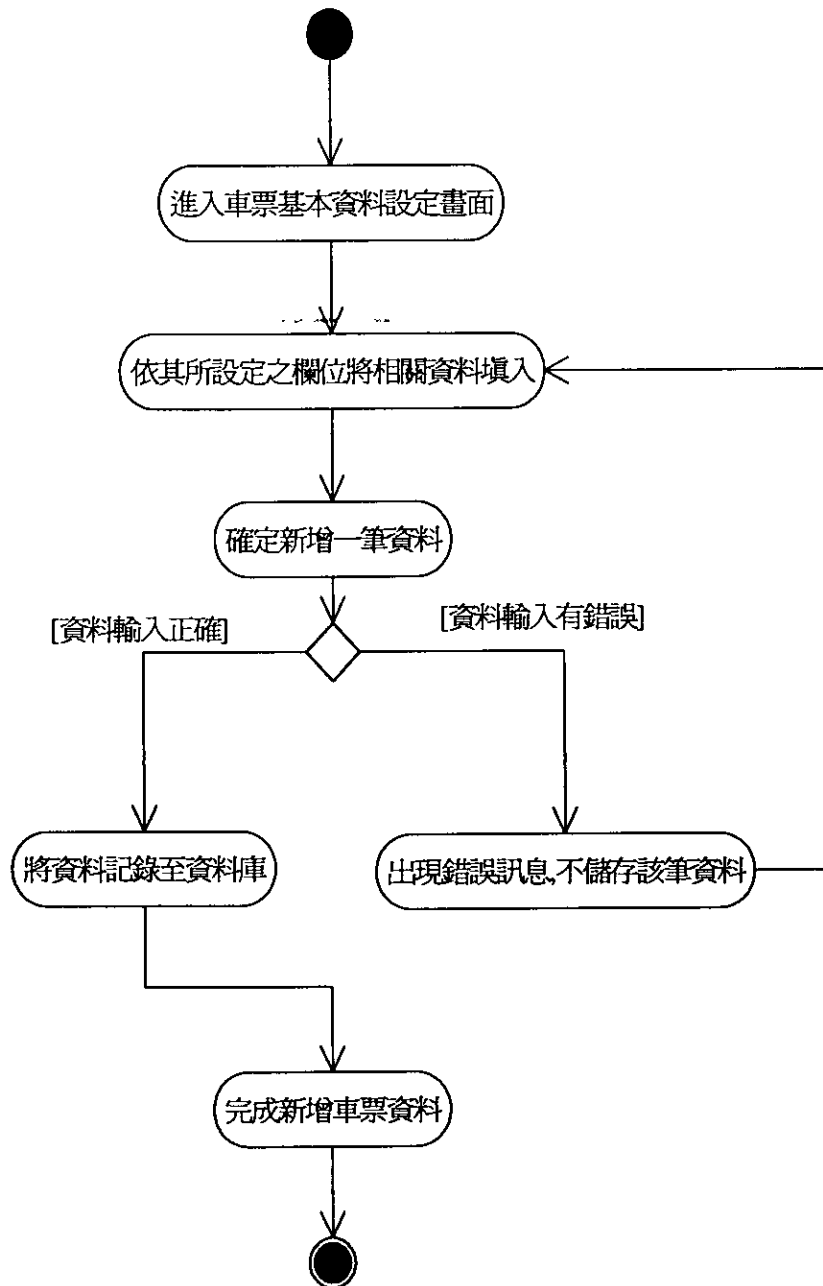 進入車票基本資料設定畫面
依其所設定之欄位將相關資料填入
確定新增一筆資料
[資料輸入正確]
[資料輸入有錯誤]
將資料記錄至資料庫
出現錯誤訊息,不儲存該筆資料
完成新增車票資料